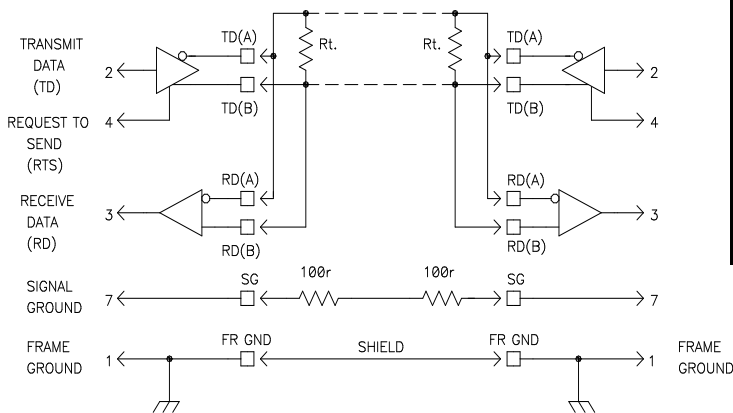 TRANSMIT
DATA
(TD)
2
TD(A)
Rt.
Rt.
TD(A)
2
TD(B)
TD(B)
REQUEST TO
SEND
(RTS)
4
4
RECEIVE
DATA
(RD)
3
RD(A)
RD(A)
3
RD(B)
RD(B)
SIGNAL
GROUND
7
SG
100r
100r
SG
7
FRAME
GROUND
1
FR GND
SHIELD
FR GND
1
FRAME
GROUND